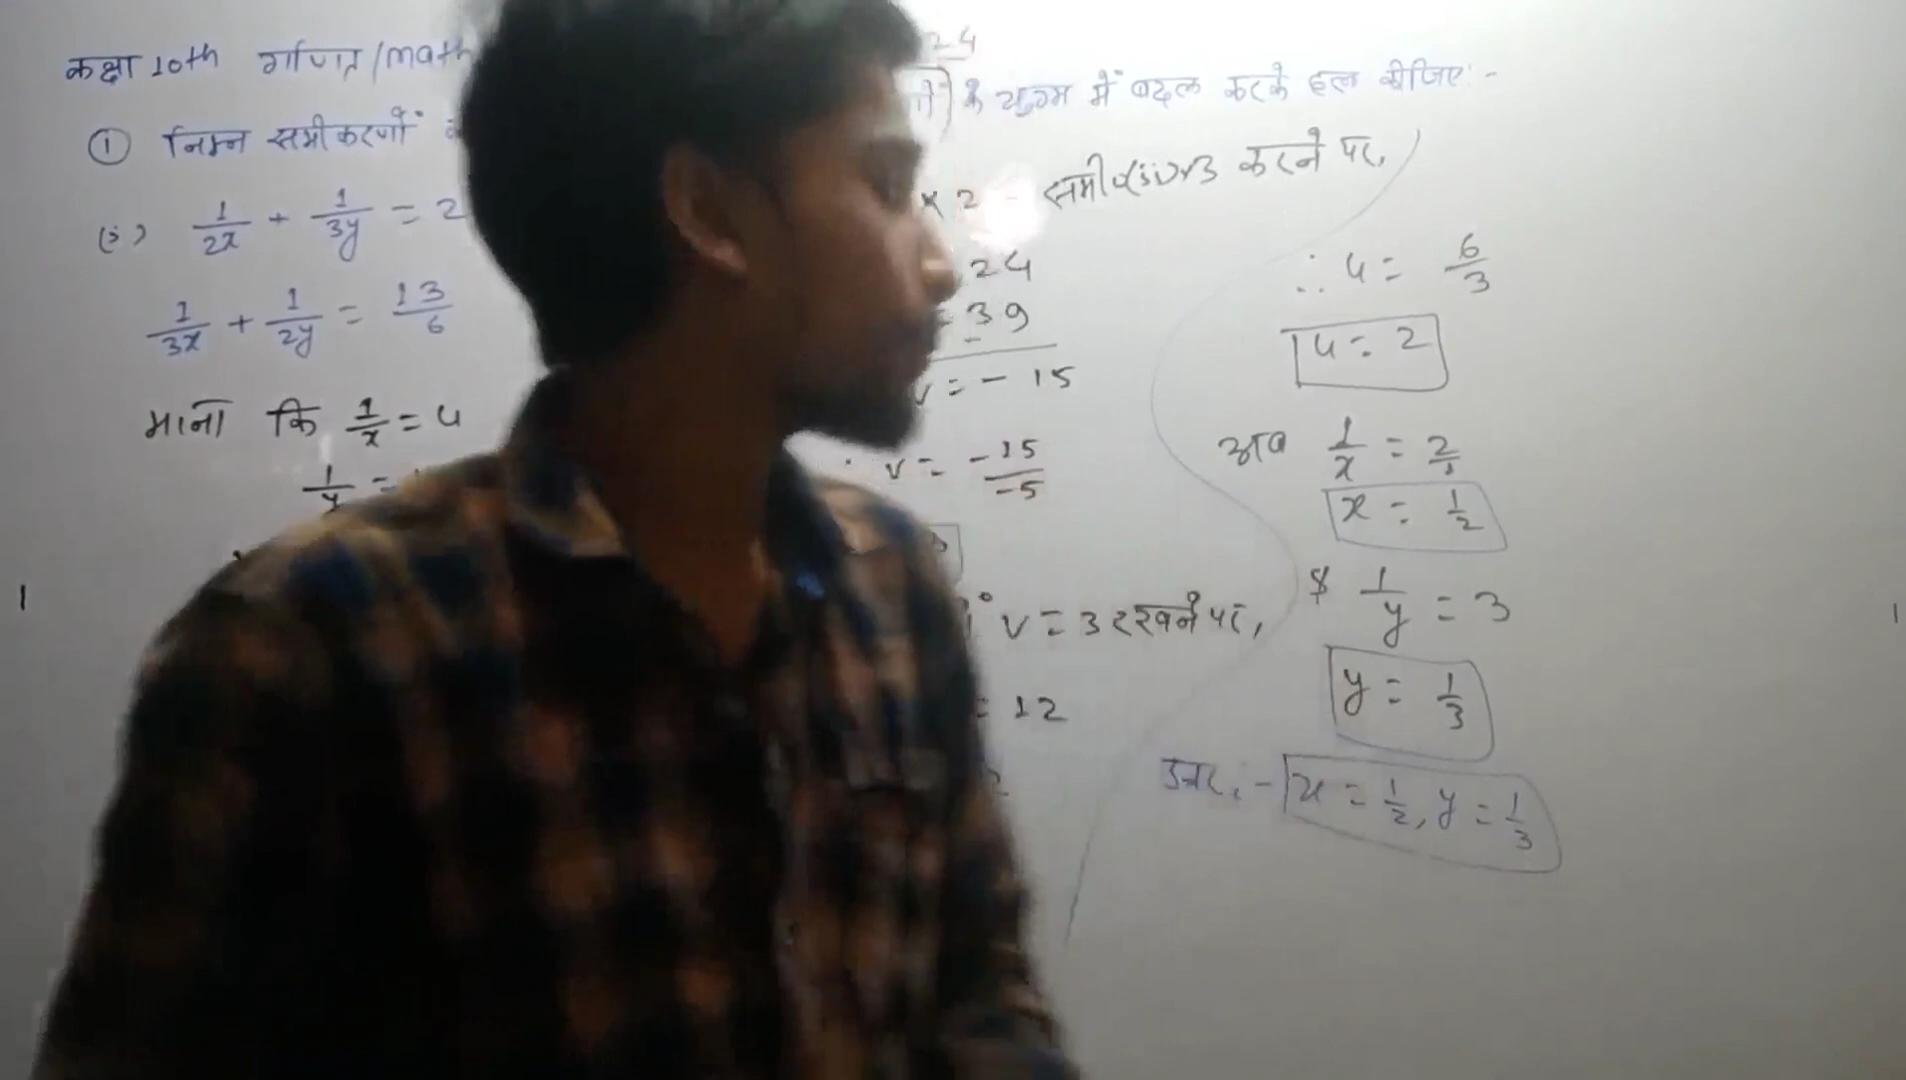 कक्षा 10th गणित /math 24
① निम्न समीकरणों के युग्म में बदल करके हल कीजिए :-
(i) 1/2x + 1/3y = 2
1/3x + 1/2y = 13/6
माना कि 1/x = u
1/y =
x 2 - करने पर,
24
= 39
v = - 15
v = -15/-5
v = 3 रखने पर,
= 12
∴ u = 6/3
u = 2
अब 1/x = 2/1
x = 1/2
& 1/y = 3
y = 1/3
उत्तर :- x = 1/2, y = 1/3